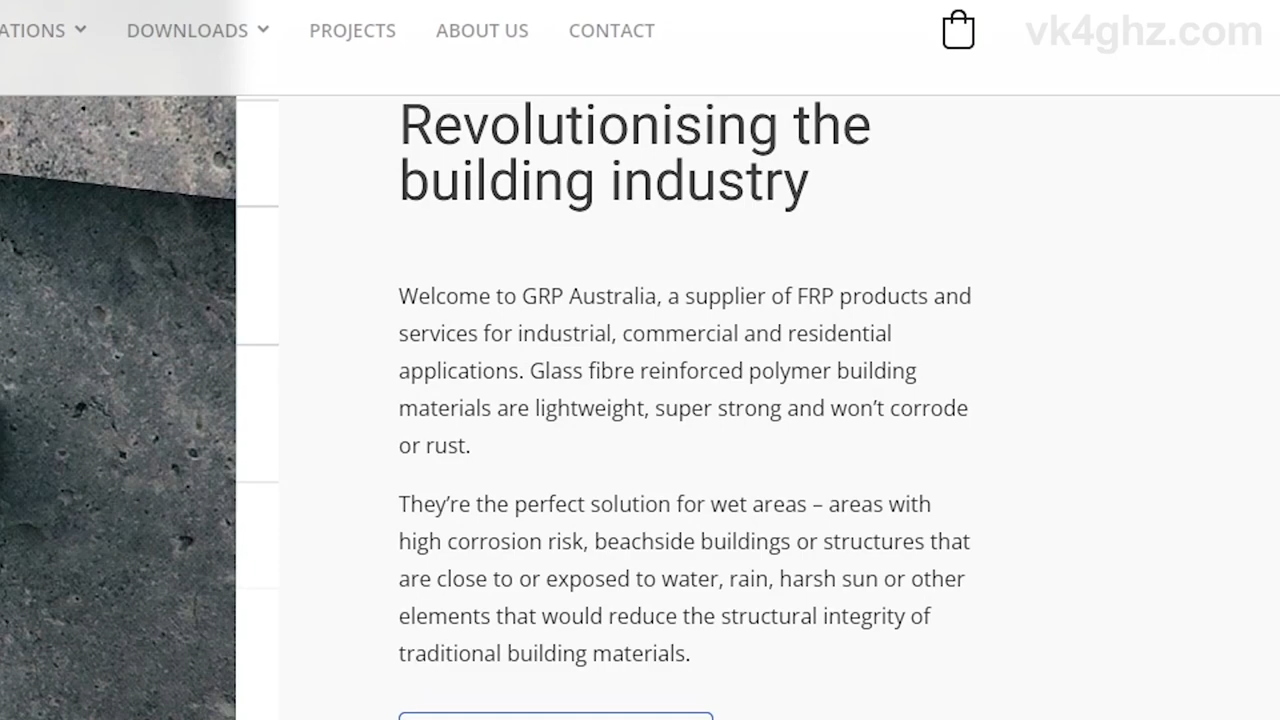 ATIONS DOWNLOADS PROJECTS ABOUT US CONTACT
vk4ghz.com
Revolutionising the
building industry
Welcome to GRP Australia, a supplier of FRP products and
services for industrial, commercial and residential
applications. Glass fibre reinforced polymer building
materials are lightweight, super strong and won’t corrode
or rust.
They’re the perfect solution for wet areas – areas with
high corrosion risk, beachside buildings or structures that
are close to or exposed to water, rain, harsh sun or other
elements that would reduce the structural integrity of
traditional building materials.